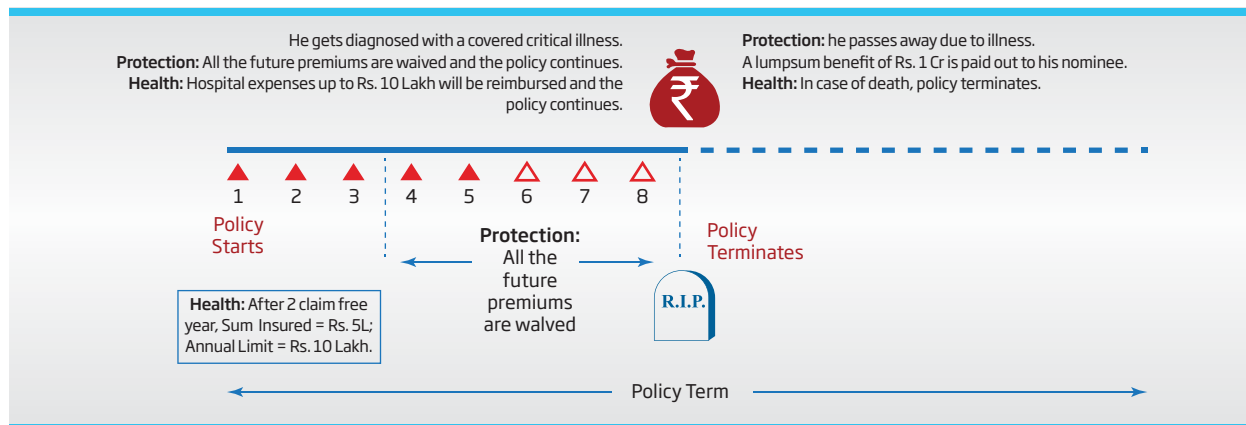 He gets diagnosed with a covered critical illness.
Protection: All the future premiums are waived and the policy continues.
Health: Hospital expenses up to Rs. 10 Lakh will be reimbursed and the
policy continues.
₹
Protection: he passes away due to illness.
A lumpsum benefit of Rs. 1 Cr is paid out to his nominee.
Health: In case of death, policy terminates.
1 2 3 4 5 6 7 8
Policy
Starts
Protection:
All the
future
premiums
are walved
Policy
Terminates
R.I.P.
Health: After 2 claim free
year, Sum Insured = Rs. 5L;
Annual Limit = Rs. 10 Lakh.
Policy Term